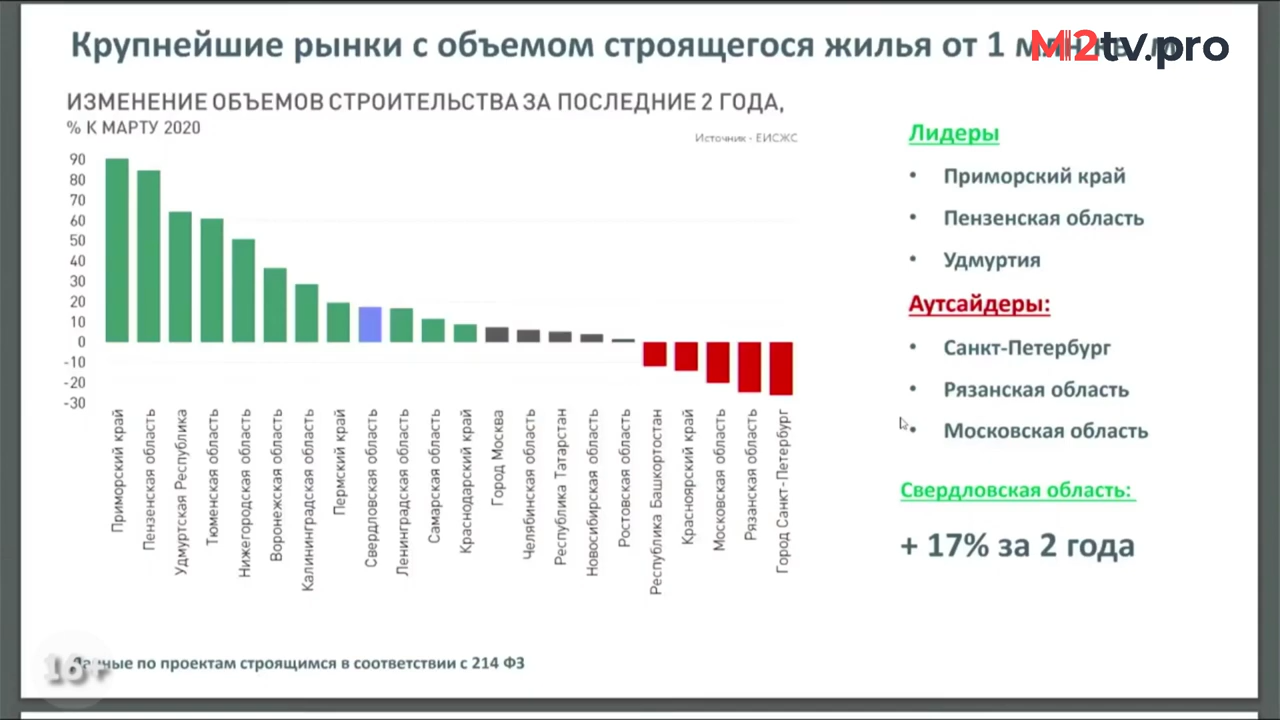 Крупнейшие рынки с объемом строящегося жилья от 1 млн кв. м
M2tv.pro
ИЗМЕНЕНИЕ ОБЪЕМОВ СТРОИТЕЛЬСТВА ЗА ПОСЛЕДНИЕ 2 ГОДА,
% К МАРТУ 2020
Источник - ЕИСЖС
90
80
70
60
50
40
30
20
10
0
-10
-20
-30
Приморский край
Пензенская область
Удмуртская Республика
Тюменская область
Нижегородская область
Воронежская область
Калининградская область
Пермский край
Свердловская область
Ленинградская область
Самарская область
Краснодарский край
Город Москва
Челябинская область
Республика Татарстан
Новосибирская область
Ростовская область
Республика Башкортостан
Красноярский край
Московская область
Рязанская область
Город Санкт-Петербург
Лидеры
• Приморский край
• Пензенская область
• Удмуртия
Аутсайдеры:
• Санкт-Петербург
• Рязанская область
• Московская область
Свердловская область:
+ 17% за 2 года
Данные по проектам строящимся в соответствии с 214 ФЗ
16+